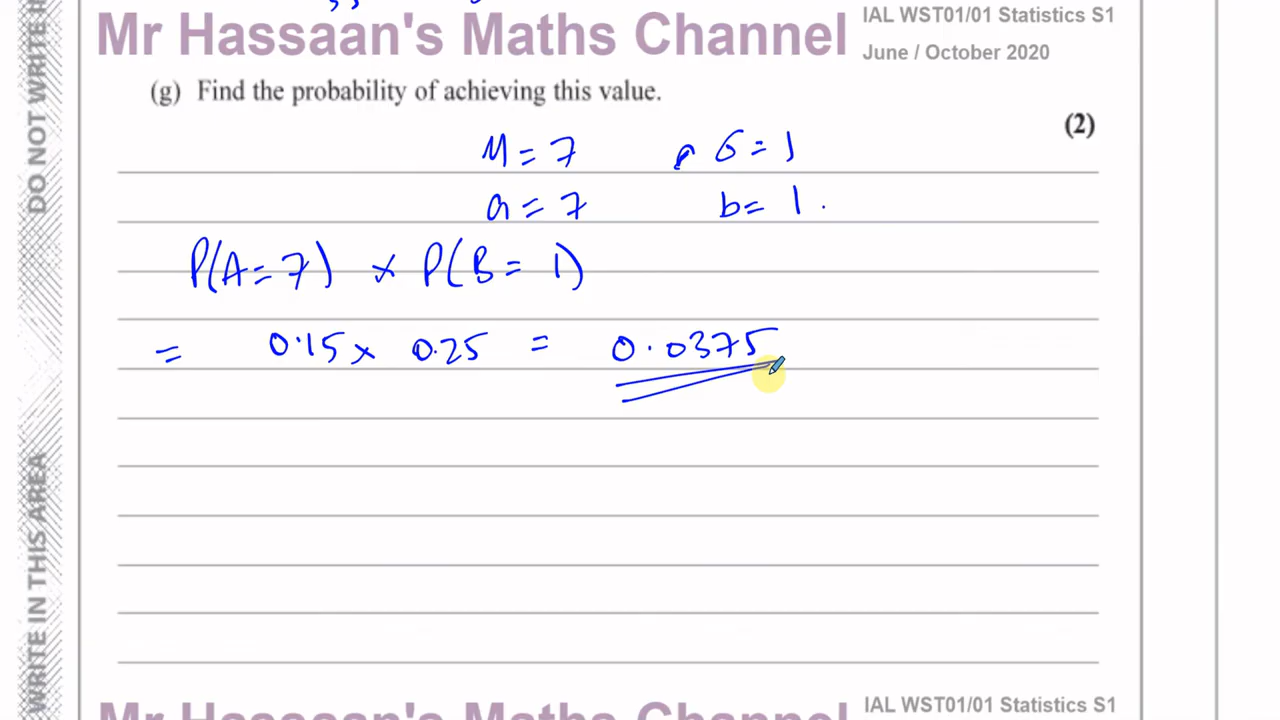 Mr Hassaan's Maths Channel
IAL WST01/01 Statistics S1
June / October 2020
(g) Find the probability of achieving this value.
(2)
M = 7 σ = 1
a = 7 b = 1.
P(A = 7) × P(B = 1)
= 0.15 × 0.25 = 0.0375
DO NOT WRITE IN
WRITE IN THIS AREA
Mr Hassaan's Maths Channel
IAL WST01/01 Statistics S1